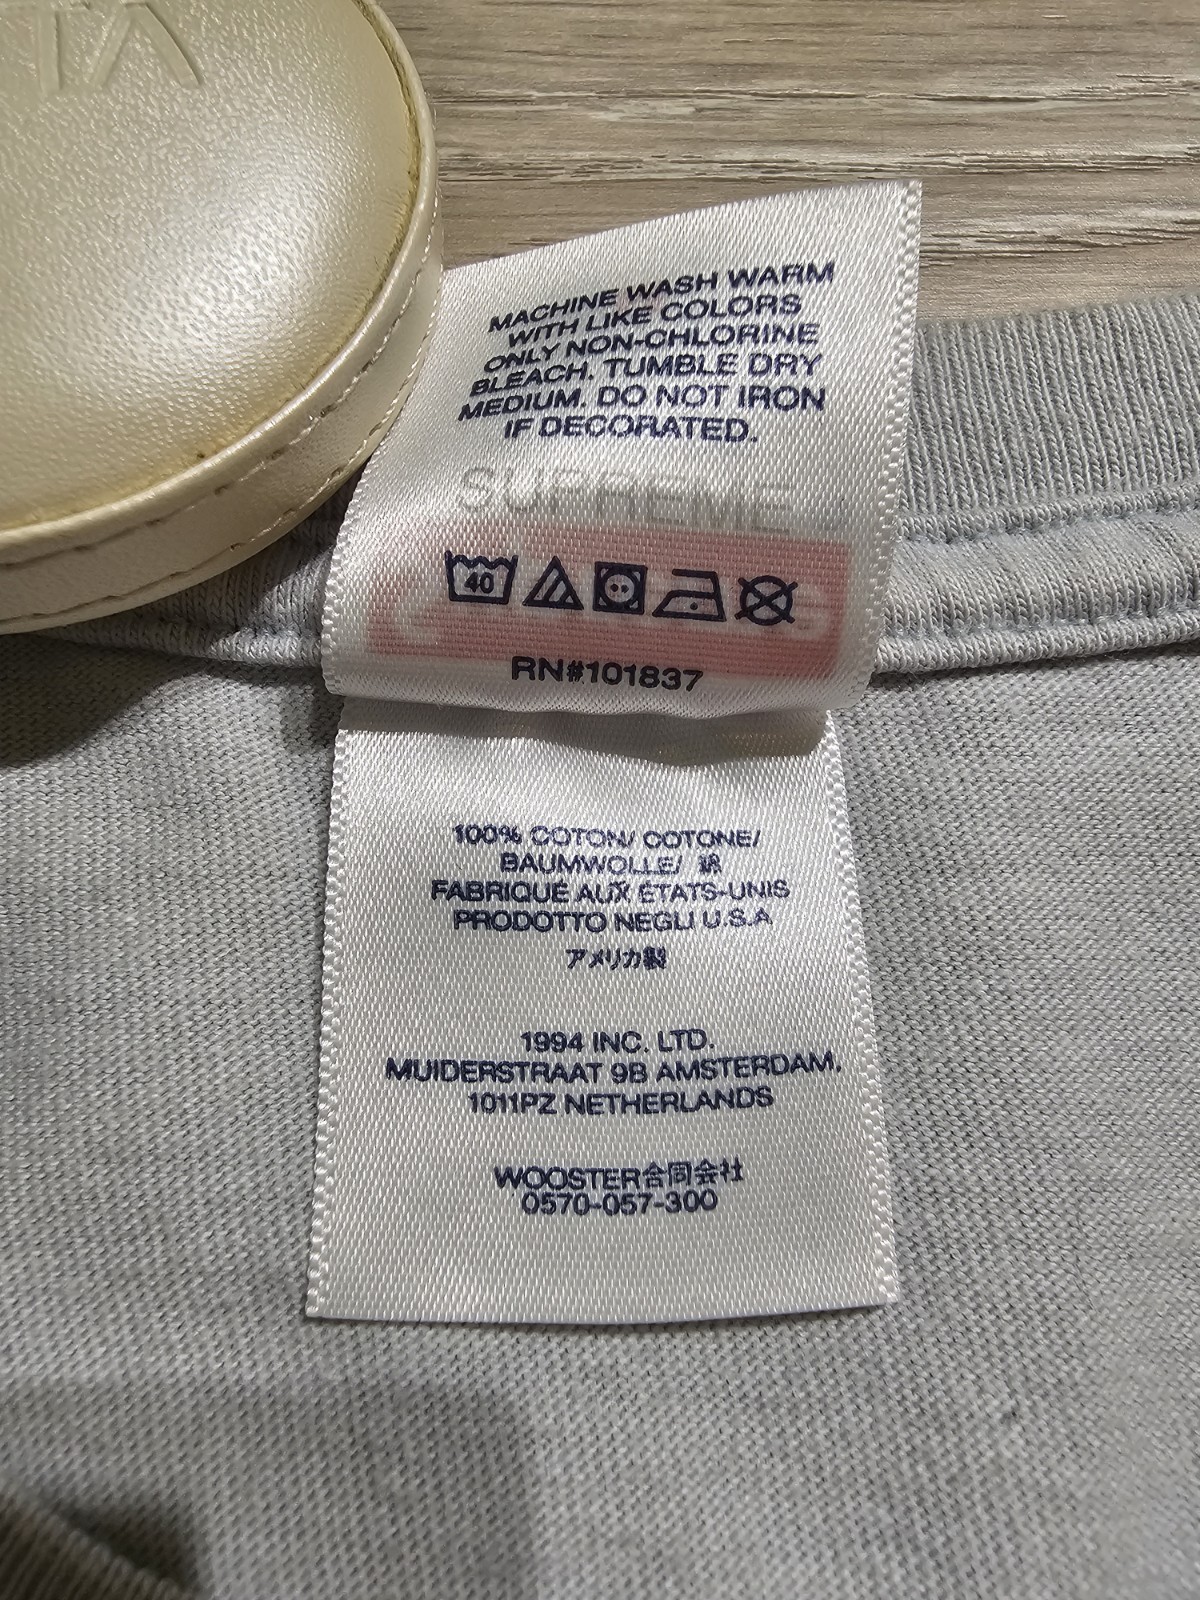 MACHINE WASH WARM
WITH LIKE COLORS
ONLY NON-CHLORINE
BLEACH. TUMBLE DRY
MEDIUM. DO NOT IRON
IF DECORATED.
SUPREME
40
RN#101837
100% COTON/ COTONE/
BAUMWOLLE/ 綿
FABRIQUÉ AUX ÉTATS-UNIS
PRODOTTO NEGLI U.S.A
アメリカ製
1994 INC. LTD.
MUIDERSTRAAT 9B AMSTERDAM,
1011PZ NETHERLANDS
WOOSTER合同会社
0570-057-300